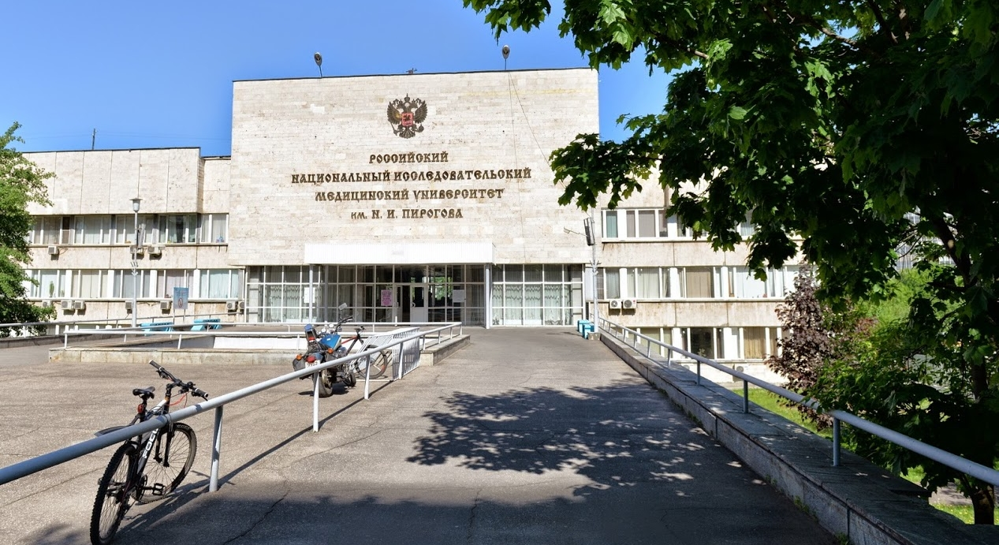 РОССИЙСКИЙ
НАЦИОНАЛЬНЫЙ ИССЛЕДОВАТЕЛЬСКИЙ
МЕДИЦИНСКИЙ УНИВЕРСИТЕТ
им. Н. И. ПИРОГОВА